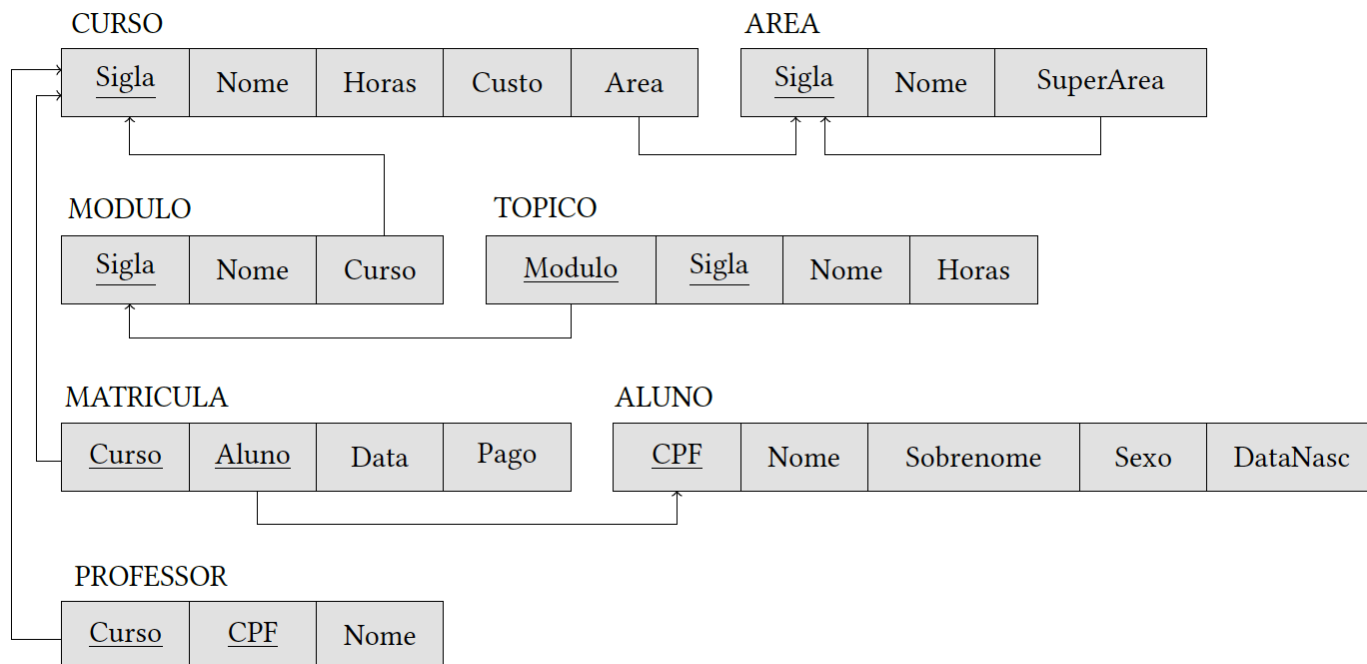 CURSO AREA
Sigla Nome Horas Custo Area Sigla Nome SuperArea
MODULO TOPICO
Sigla Nome Curso Modulo Sigla Nome Horas
MATRICULA ALUNO
Curso Aluno Data Pago CPF Nome Sobrenome Sexo DataNasc
PROFESSOR
Curso CPF Nome